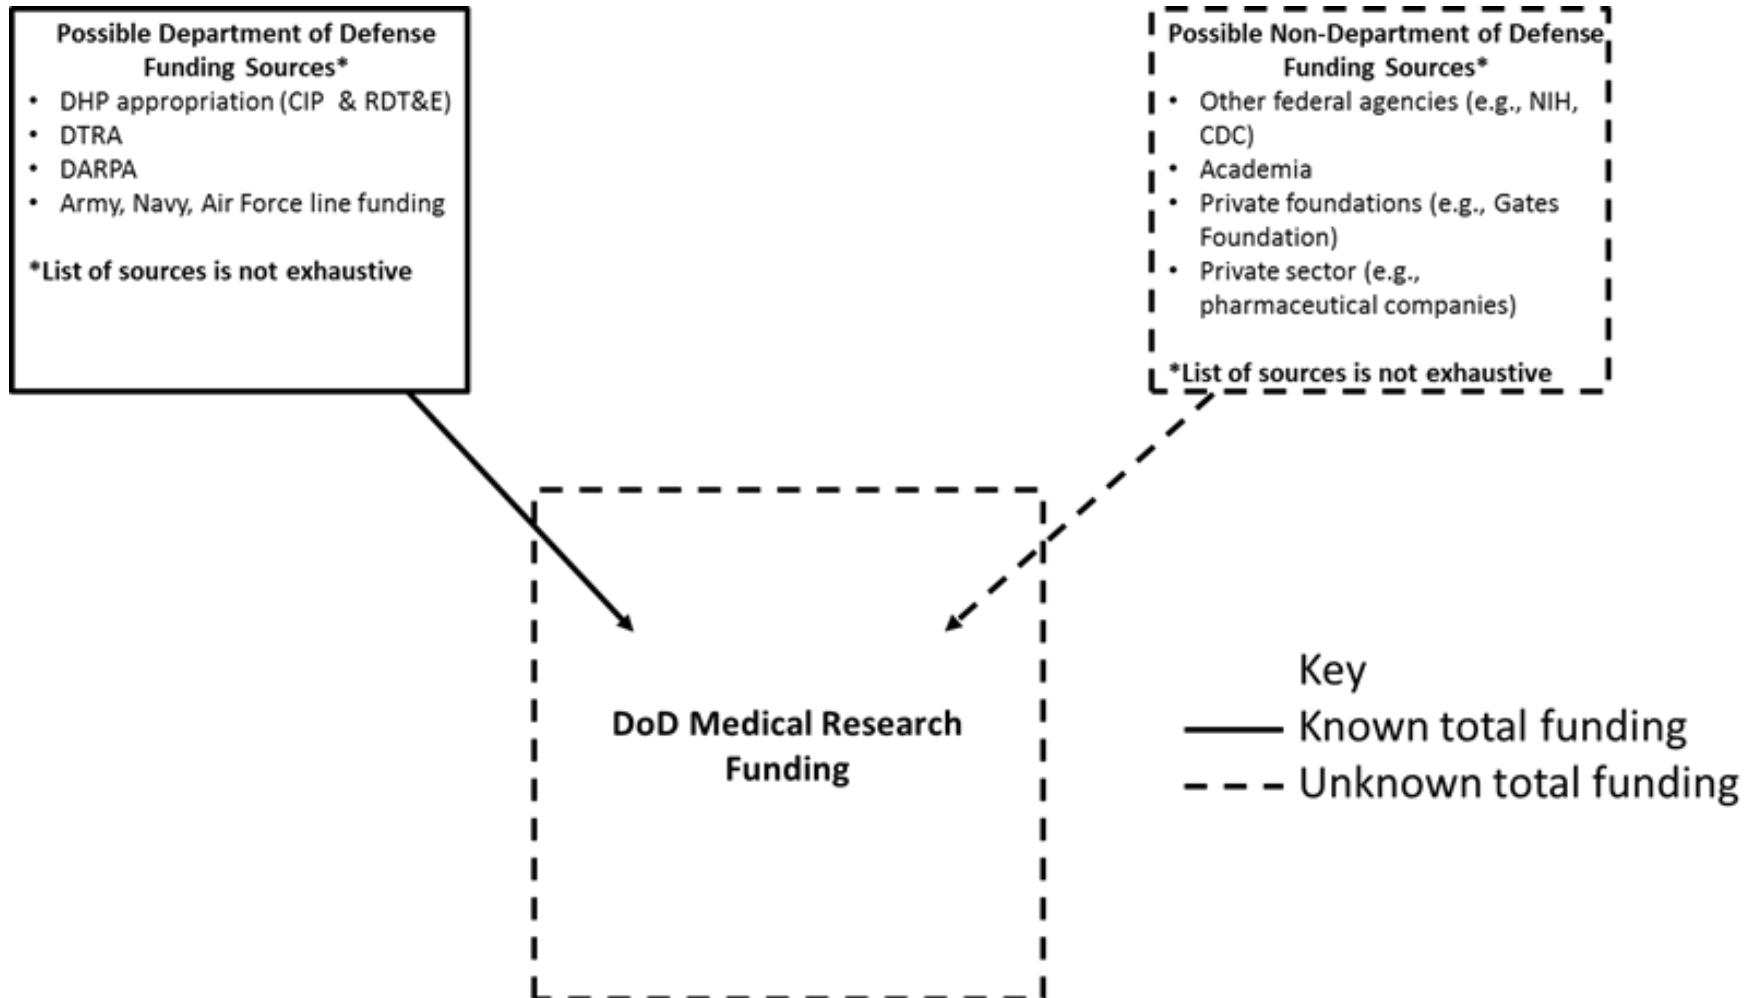 Possible Department of Defense
Funding Sources*
• DHP appropriation (CIP & RDT&E)
• DTRA
• DARPA
• Army, Navy, Air Force line funding
*List of sources is not exhaustive
Possible Non-Department of Defense
Funding Sources*
• Other federal agencies (e.g., NIH,
CDC)
• Academia
• Private foundations (e.g., Gates
Foundation)
• Private sector (e.g.,
pharmaceutical companies)
*List of sources is not exhaustive
DoD Medical Research
Funding
Key
Known total funding
Unknown total funding